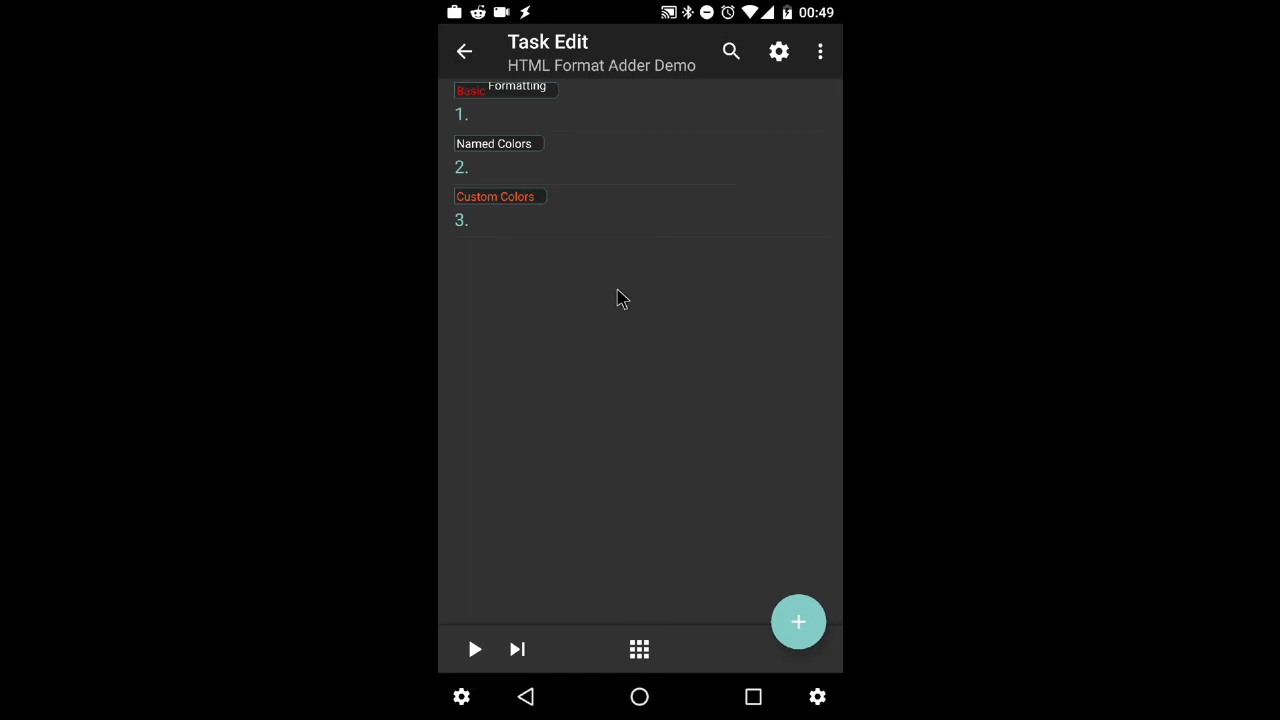 00:49
Task Edit
HTML Format Adder Demo
Basic Formatting
1.
Named Colors
2.
Custom Colors
3.